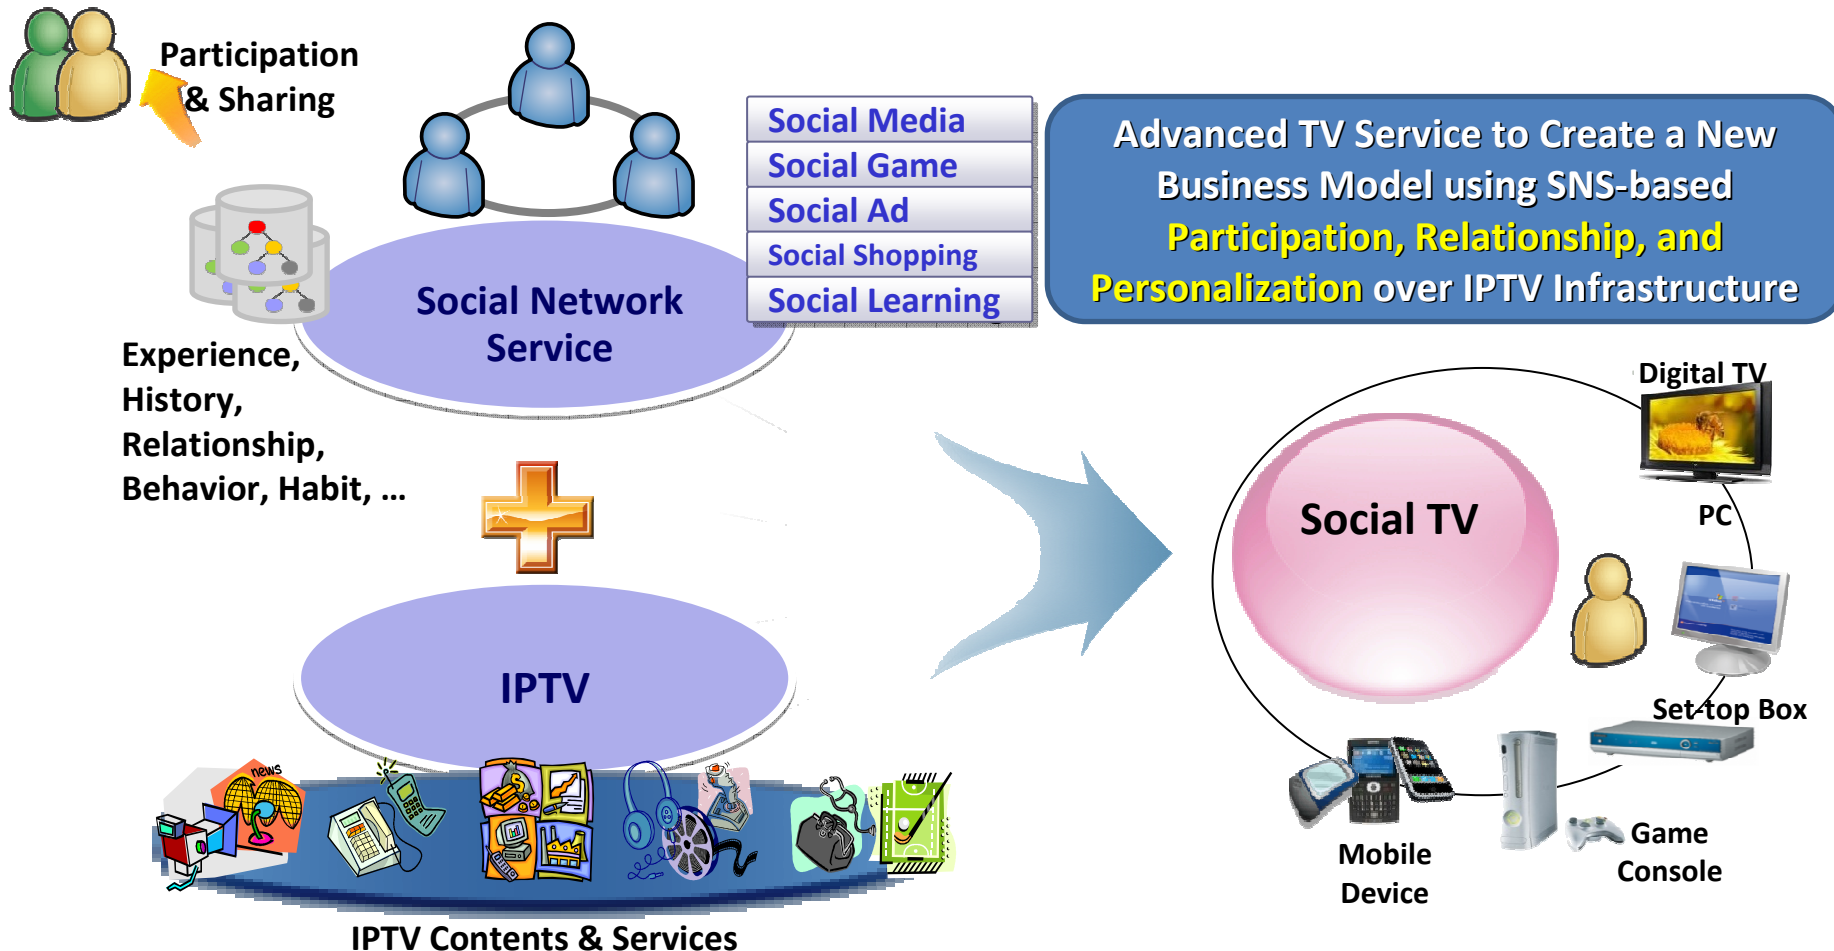 Participation
& Sharing
Social Media
Social Game
Social Ad
Social Shopping
Social Learning
Advanced TV Service to Create a New
Business Model using SNS-based
Participation, Relationship, and
Personalization over IPTV Infrastructure
Social Network
Service
Experience,
History,
Relationship,
Behavior, Habit, ...
Digital TV
PC
Social TV
Set-top Box
IPTV
news
Mobile
Device
Game
Console
IPTV Contents & Services